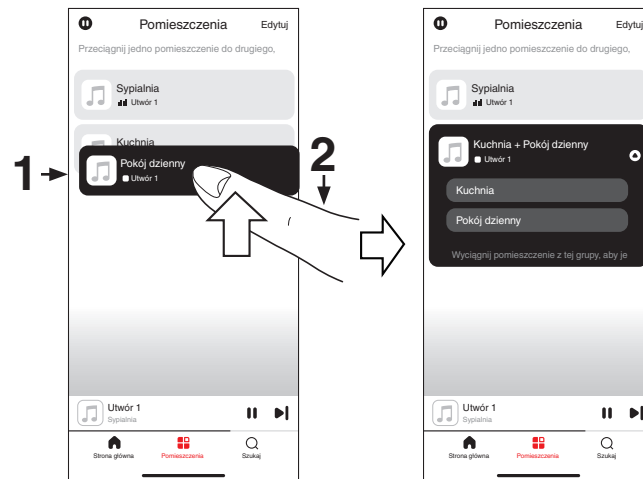 Pomieszczenia Edytuj
Przeciągnij jedno pomieszczenie do drugiego,
Sypialnia
Utwór 1
Kuchnia
Pokój dzienny
Utwór 1
1
2
Utwór 1
Sypialnia
Strona główna Pomieszczenia Szukaj
Pomieszczenia Edytuj
Przeciągnij jedno pomieszczenie do drugiego,
Sypialnia
Utwór 1
Kuchnia + Pokój dzienny
Utwór 1
Kuchnia
Pokój dzienny
Wyciągnij pomieszczenie z tej grupy, aby je
Utwór 1
Sypialnia
Strona główna Pomieszczenia Szukaj